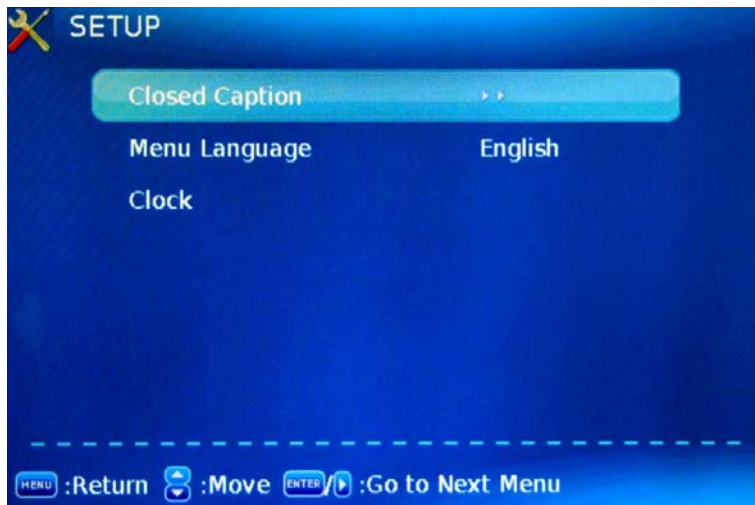 SETUP
Closed Caption
Menu Language English
Clock
MENU :Return :Move ENTER/ :Go to Next Menu